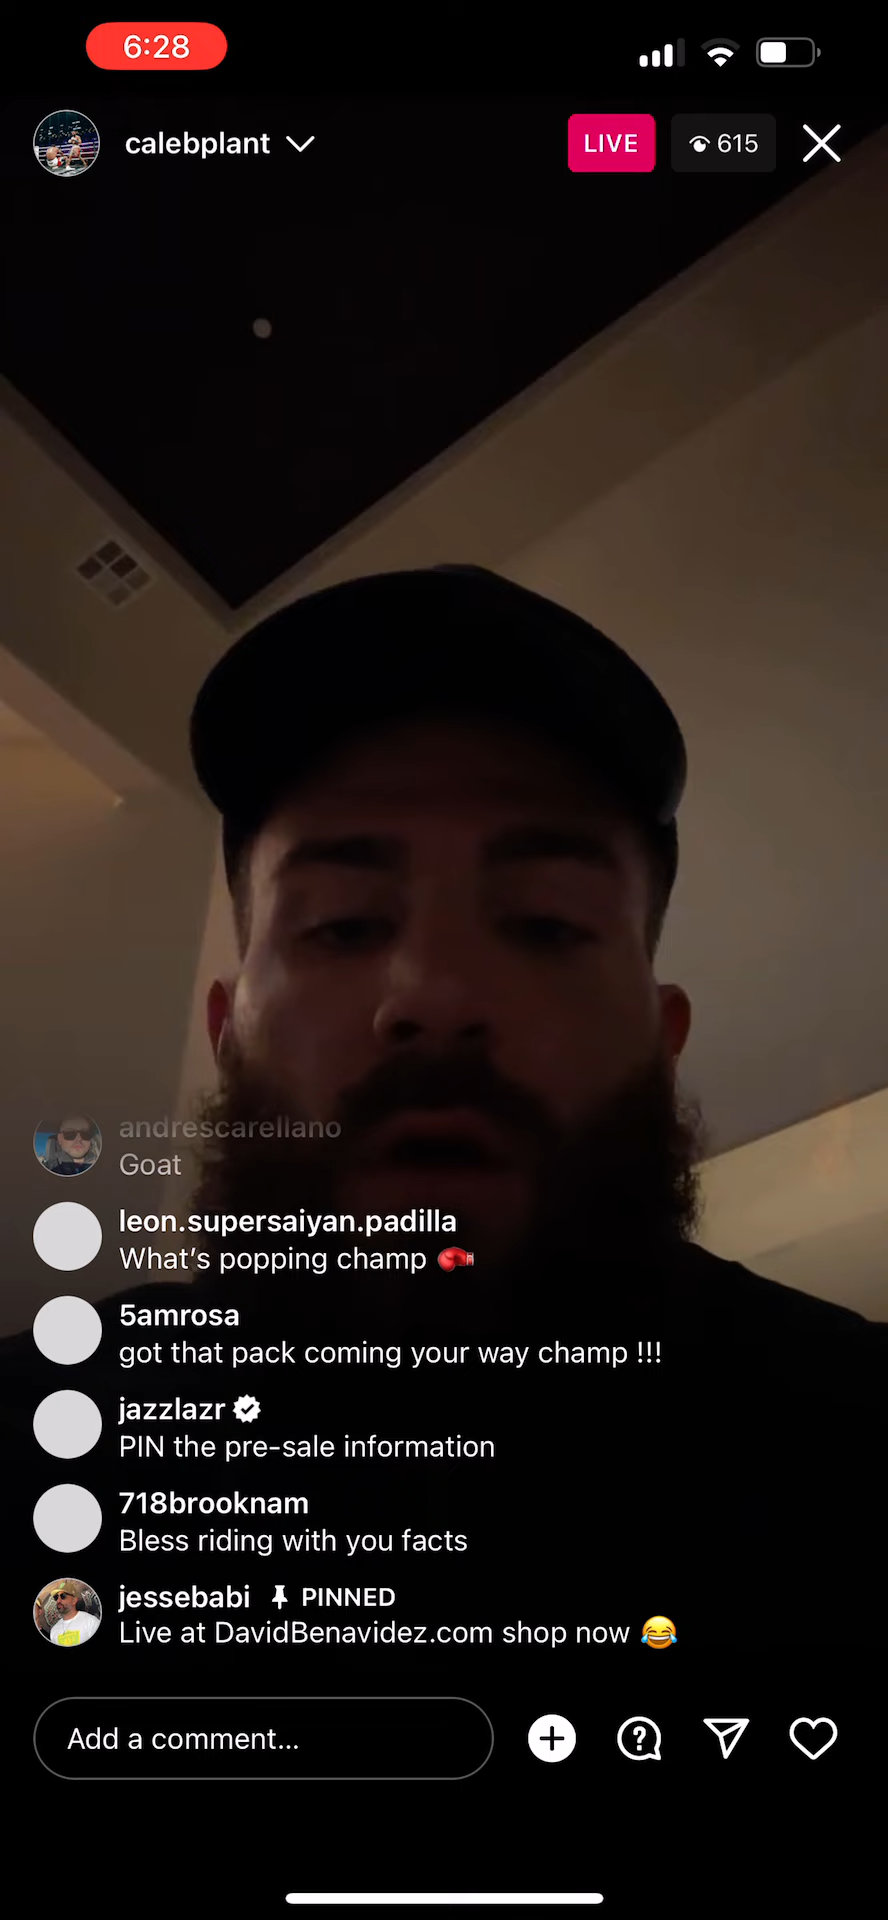 6:28
calebplant
LIVE
615
andrescarellano
Goat
leon.supersaiyan.padilla
What's popping champ 🥊
5amrosa
got that pack coming your way champ !!!
jazzlazr
PIN the pre-sale information
718brooknam
Bless riding with you facts
jessebabi PINNED
Live at DavidBenavidez.com shop now 😂
Add a comment...